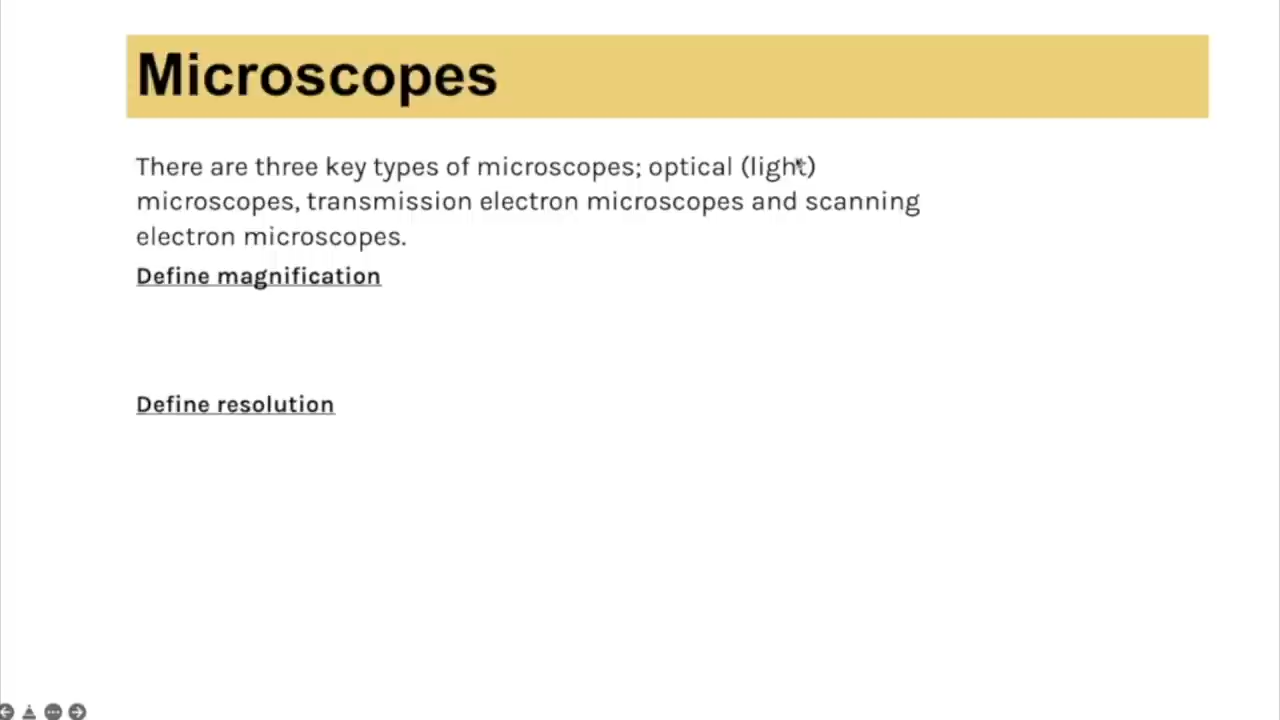 Microscopes
There are three key types of microscopes; optical (light)
microscopes, transmission electron microscopes and scanning
electron microscopes.
Define magnification
Define resolution